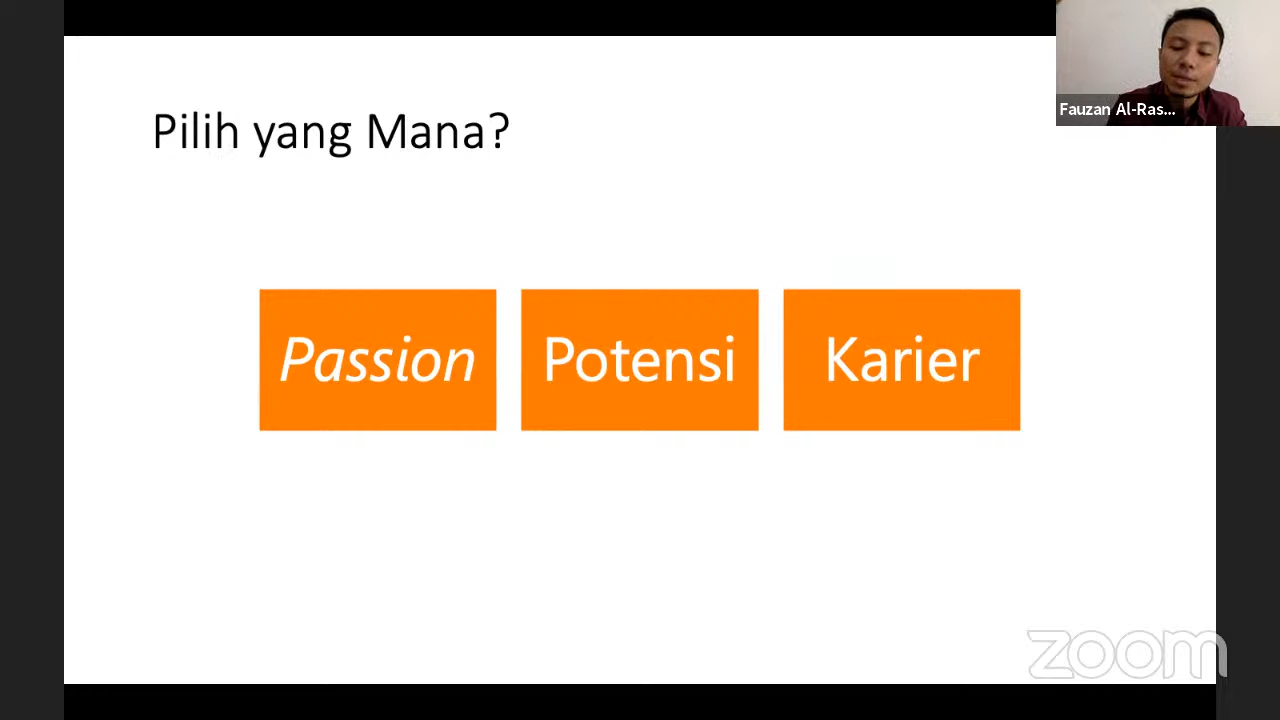 Pilih yang Mana?
Passion
Potensi
Karier
Fauzan Al-Ras...
zoom